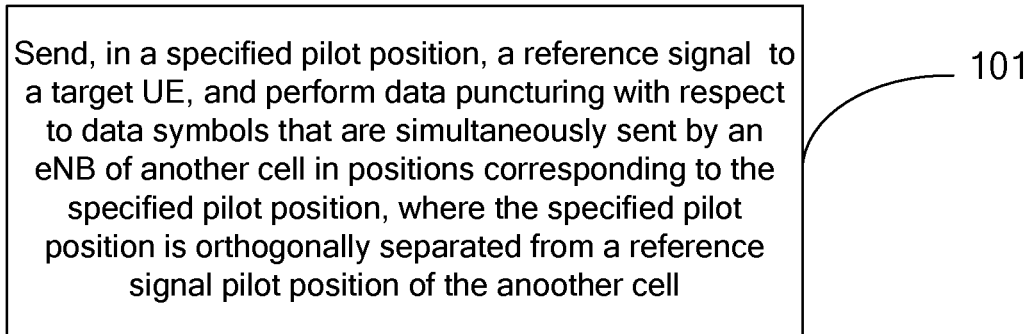 Send, in a specified pilot position, a reference signal to
a target UE, and perform data puncturing with respect
to data symbols that are simultaneously sent by an
eNB of another cell in positions corresponding to the
specified pilot position, where the specified pilot
position is orthogonally separated from a reference
signal pilot position of the anoother cell
101